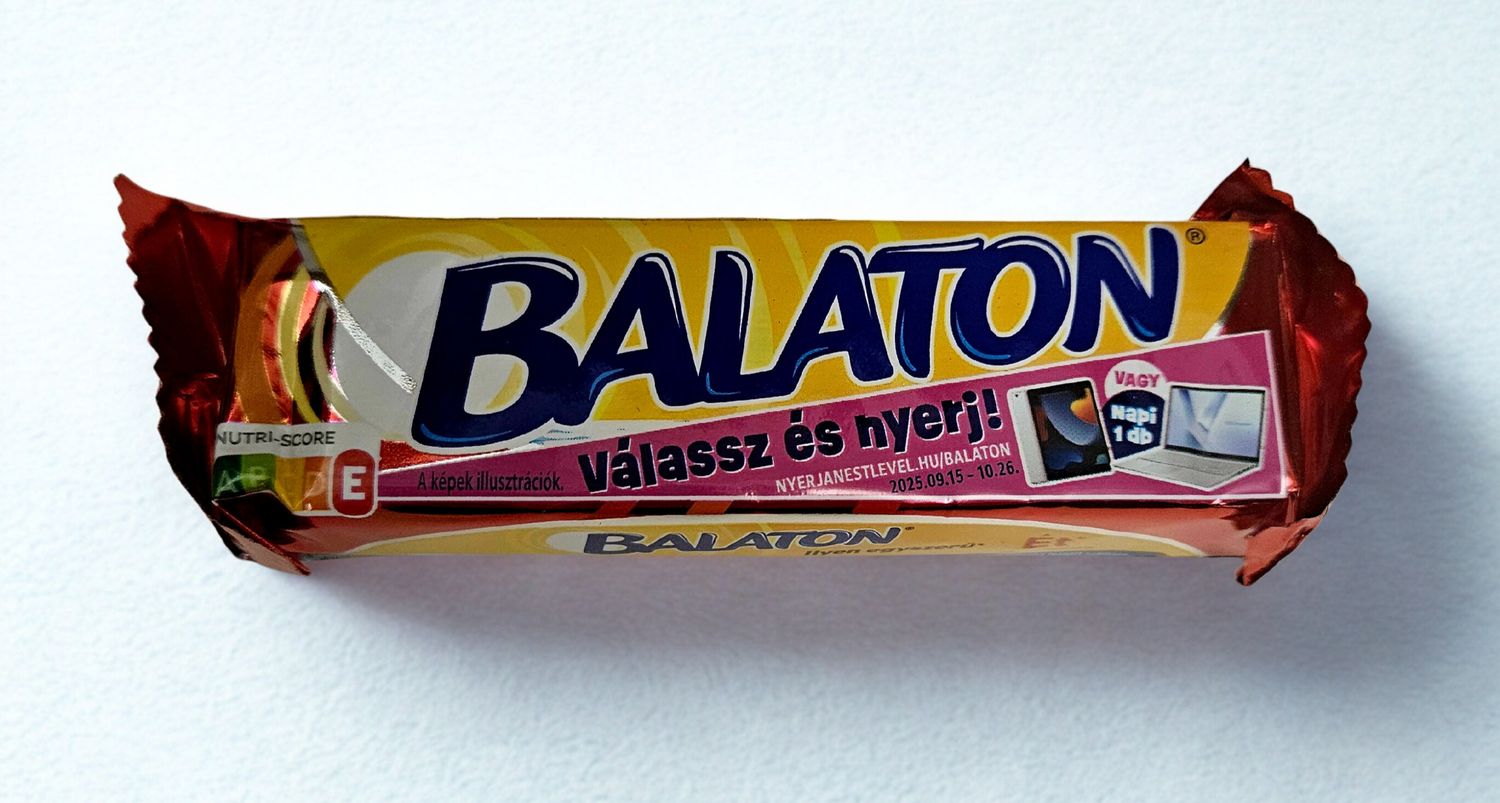 BALATON®
VAGY
Napi
1 db
Válassz és nyerj!
NYERJANESTLEVEL.HU/BALATON
2025.09.15 - 10.26.
A képek illusztrációk.
NUTRI-SCORE
A B D E
BALATON®
Ilyen egyszerű.